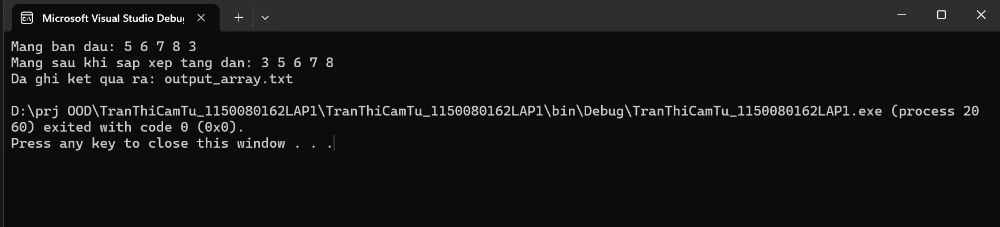 Microsoft Visual Studio Debu
Mang ban dau: 5 6 7 8 3
Mang sau khi sap xep tang dan: 3 5 6 7 8
Da ghi ket qua ra: output_array.txt
D:\prj OOD\TranThiCamTu_1150080162LAP1\TranThiCamTu_1150080162LAP1\bin\Debug\TranThiCamTu_1150080162LAP1.exe (process 20
60) exited with code 0 (0x0).
Press any key to close this window . . .